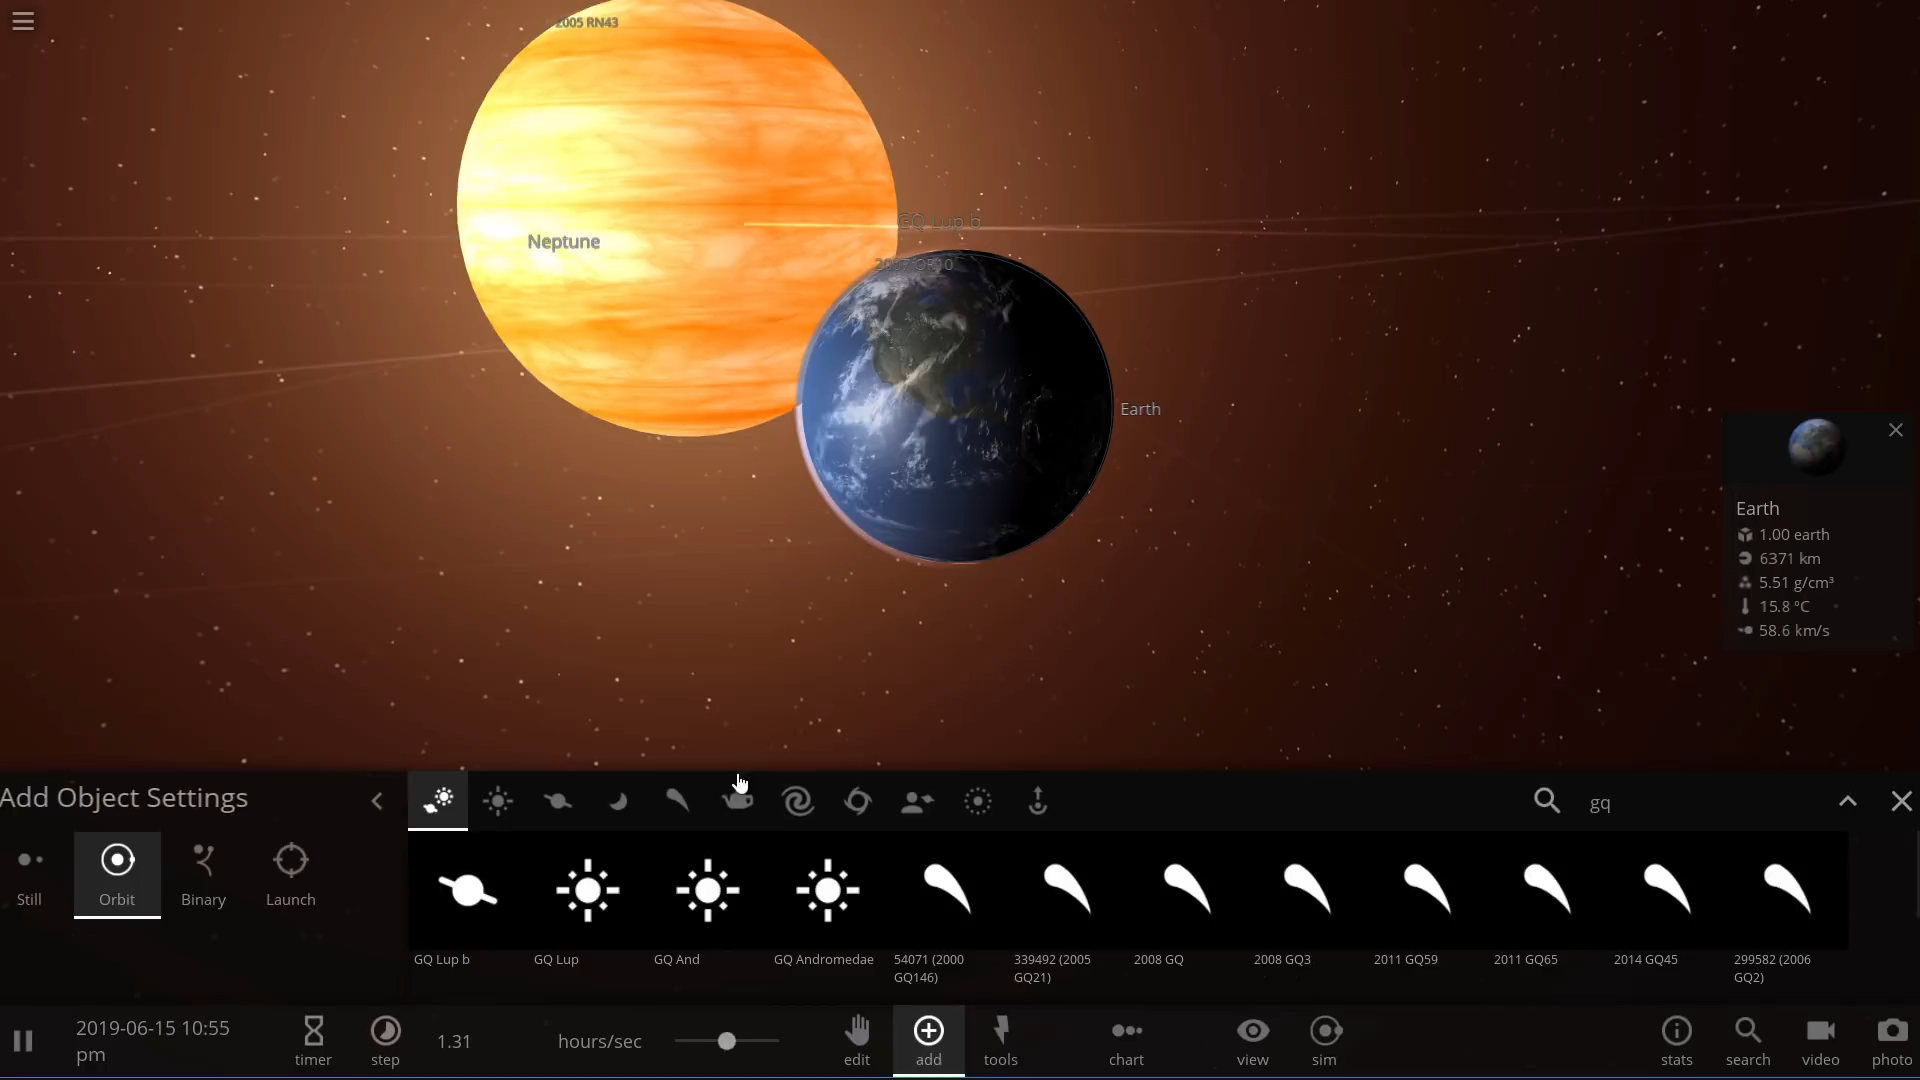 2005 RN43
Neptune
GQ Lup b
Earth
Earth
1.00 earth
6371 km
5.51 g/cm³
15.8 °C
58.6 km/s
Add Object Settings
gq
Still
Orbit
Binary
Launch
GQ Lup b
GQ Lup
GQ And
GQ Andromedae
54071 (2000
GQ146)
339492 (2005
GQ21)
2008 GQ
2008 GQ3
2011 GQ59
2011 GQ65
2014 GQ45
299582 (2006
GQ2)
2019-06-15 10:55
pm
timer
step
1.31
hours/sec
edit
add
tools
chart
view
sim
stats
search
video
photo